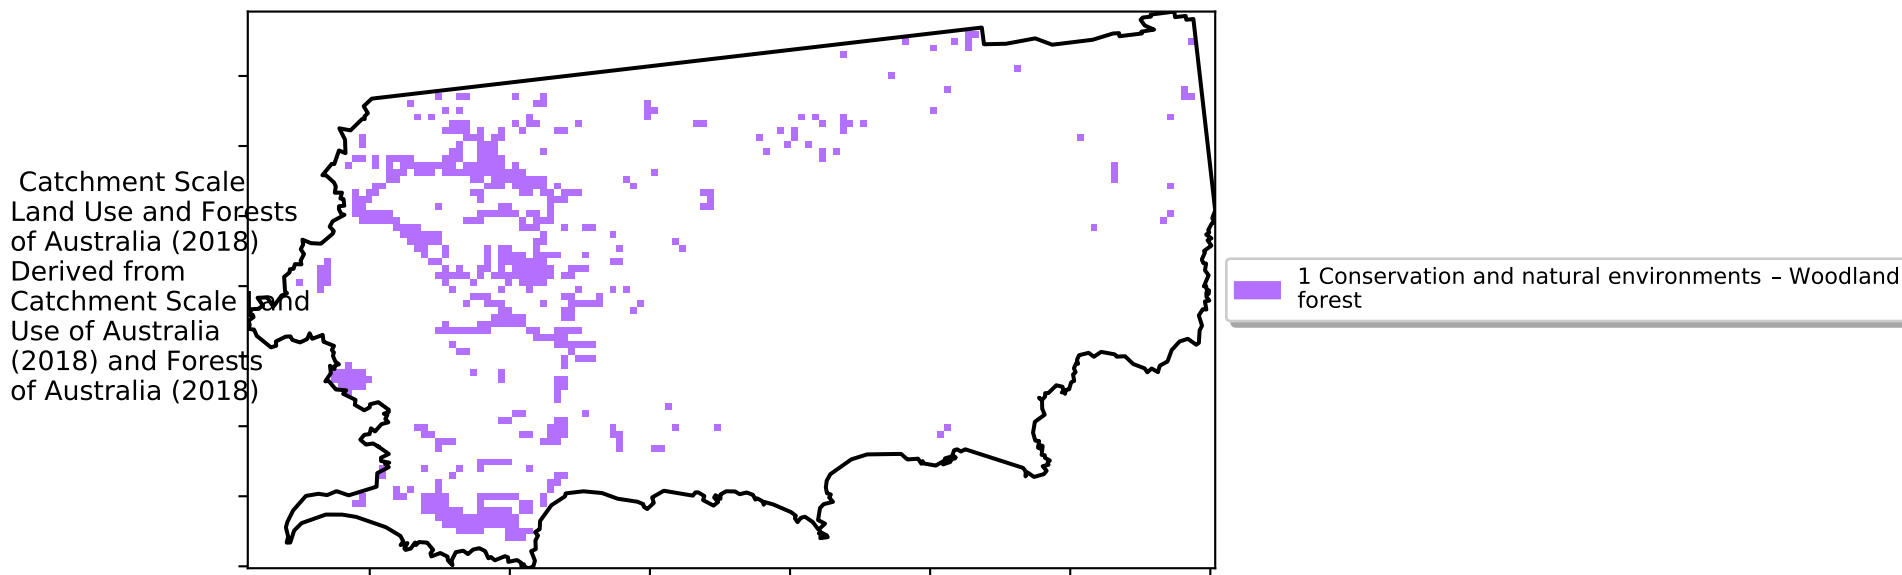 Catchment Scale
Land Use and Forests
of Australia (2018)
Derived from
Catchment Scale Land
Use of Australia
(2018) and Forests
of Australia (2018)
1 Conservation and natural environments – Woodland
forest